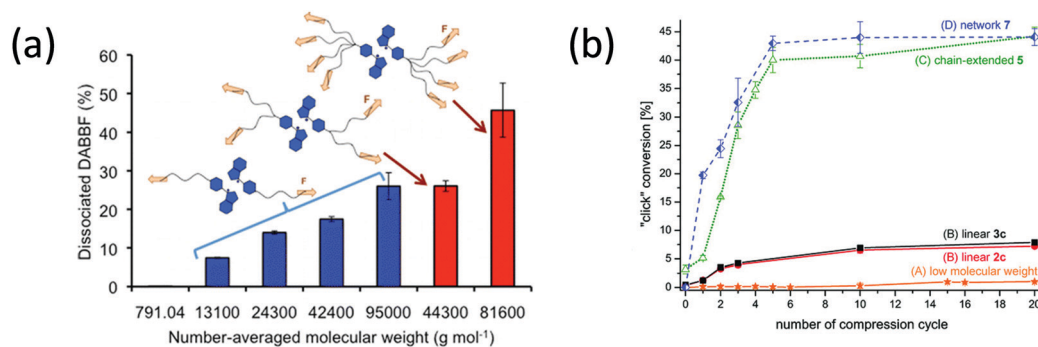 (a)
Dissociated DABBF (%)
60
50
40
30
20
10
0
F
F
F
791.04 13100 24300 42400 95000 44300 81600
Number-averaged molecular weight (g mol⁻¹)
(b)
"click" conversion [%]
45
40
35
30
25
20
15
10
5
0
(D) network 7
(C) chain-extended 5
(B) linear 3c
(B) linear 2c
(A) low molecular weight
0 2 4 6 8 10 12 14 16 18 20
number of compression cycle